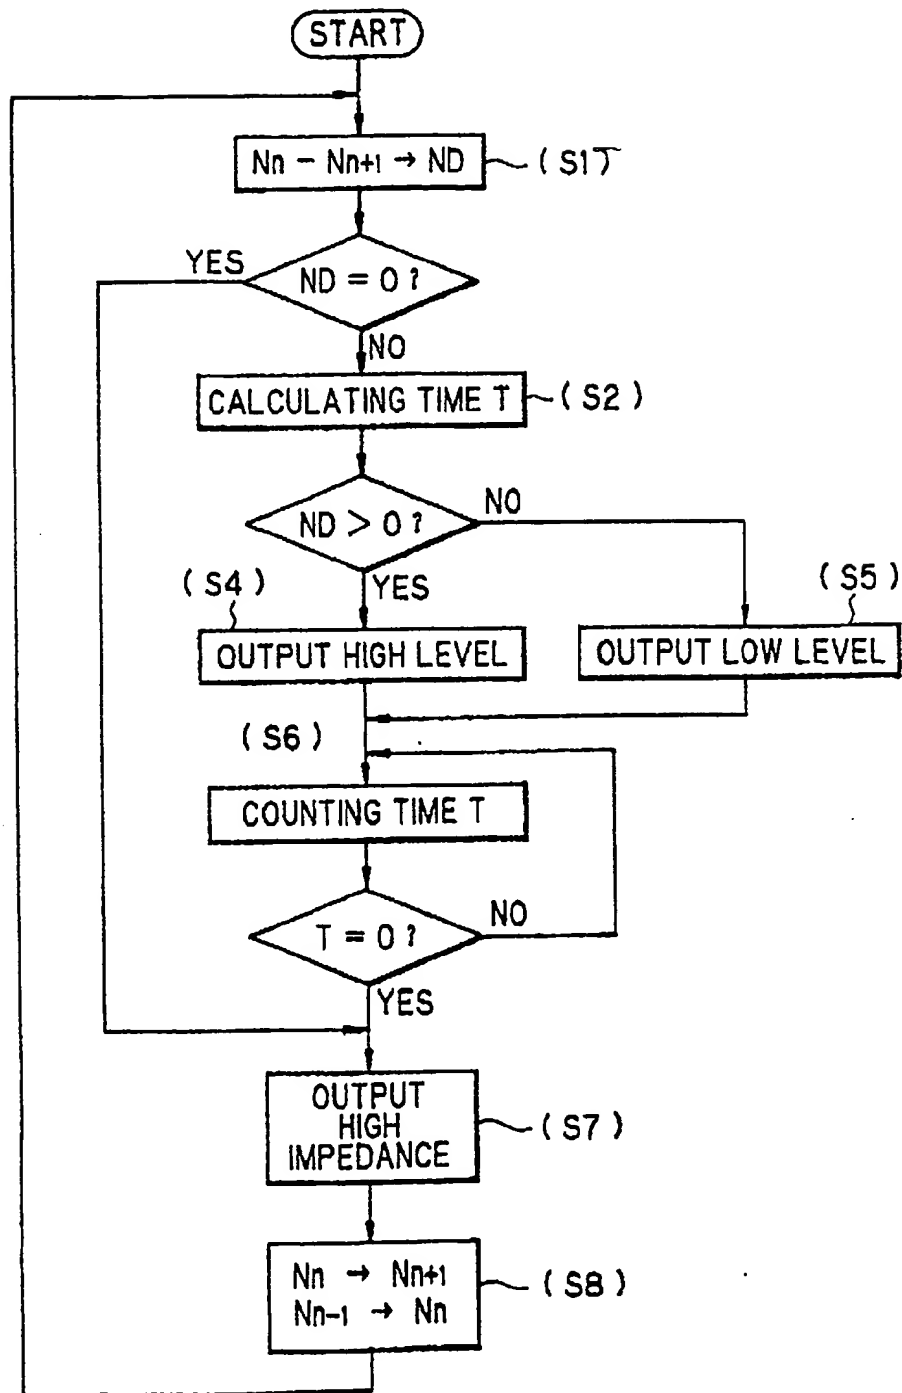 START
Nn - Nn+1 → ND
(S1)
YES
ND = 0?
NO
CALCULATING TIME T
(S2)
ND > 0?
NO
YES
(S4)
(S5)
OUTPUT HIGH LEVEL
OUTPUT LOW LEVEL
(S6)
COUNTING TIME T
T = 0?
NO
YES
OUTPUT
HIGH
IMPEDANCE
(S7)
Nn → Nn+1
Nn-1 → Nn
(S8)